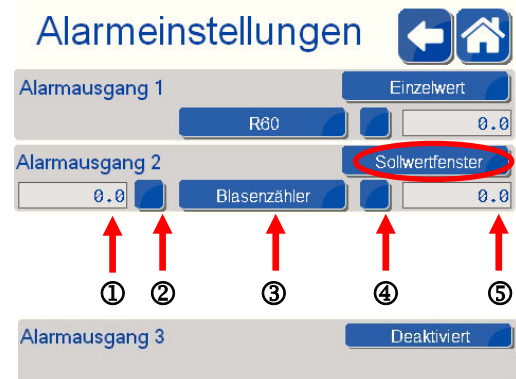 Alarmeinstellungen
Alarmausgang 1 Einzelwert
R60 0.0
Alarmausgang 2 Sollwertfenster
0.0 Blasenzähler 0.0
① ② ③ ④ ⑤
Alarmausgang 3 Deaktiviert